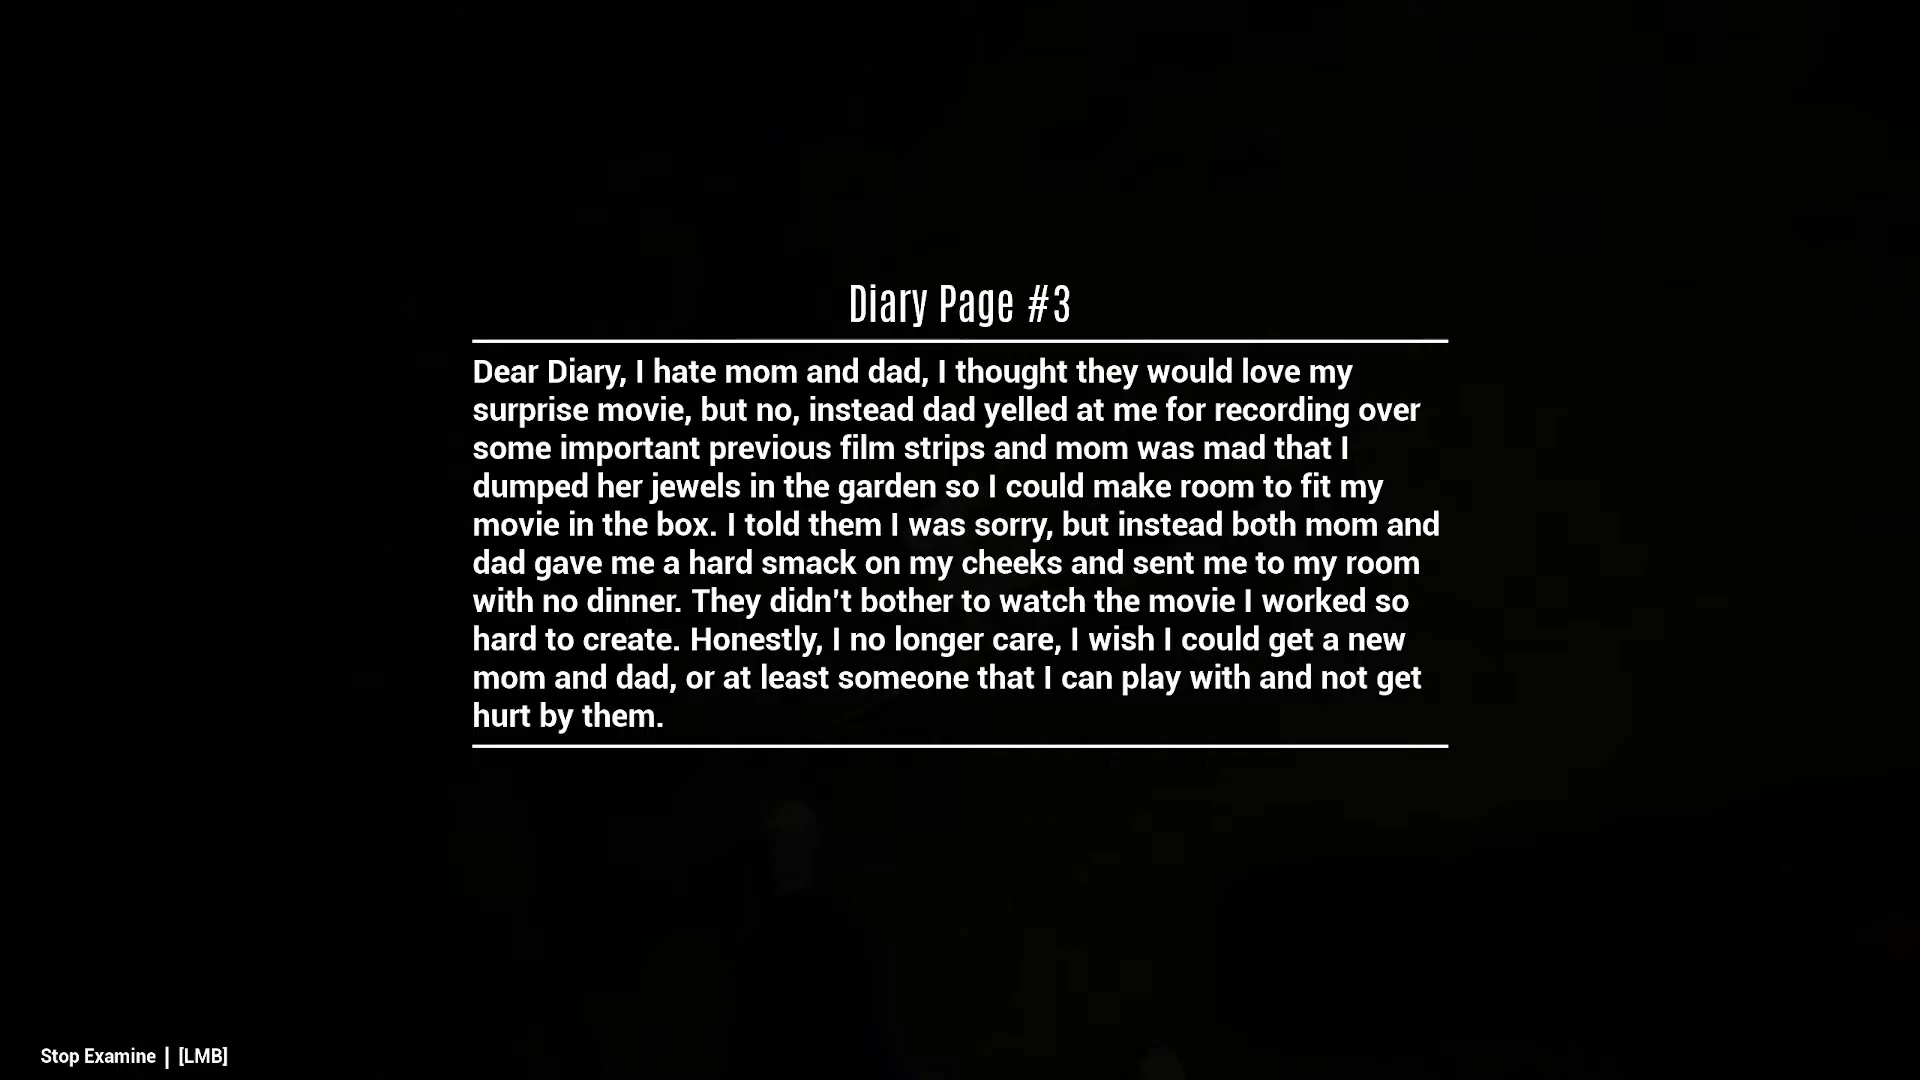 Diary Page #3
Dear Diary, I hate mom and dad, I thought they would love my
surprise movie, but no, instead dad yelled at me for recording over
some important previous film strips and mom was mad that I
dumped her jewels in the garden so I could make room to fit my
movie in the box. I told them I was sorry, but instead both mom and
dad gave me a hard smack on my cheeks and sent me to my room
with no dinner. They didn't bother to watch the movie I worked so
hard to create. Honestly, I no longer care, I wish I could get a new
mom and dad, or at least someone that I can play with and not get
hurt by them.
Stop Examine | [LMB]